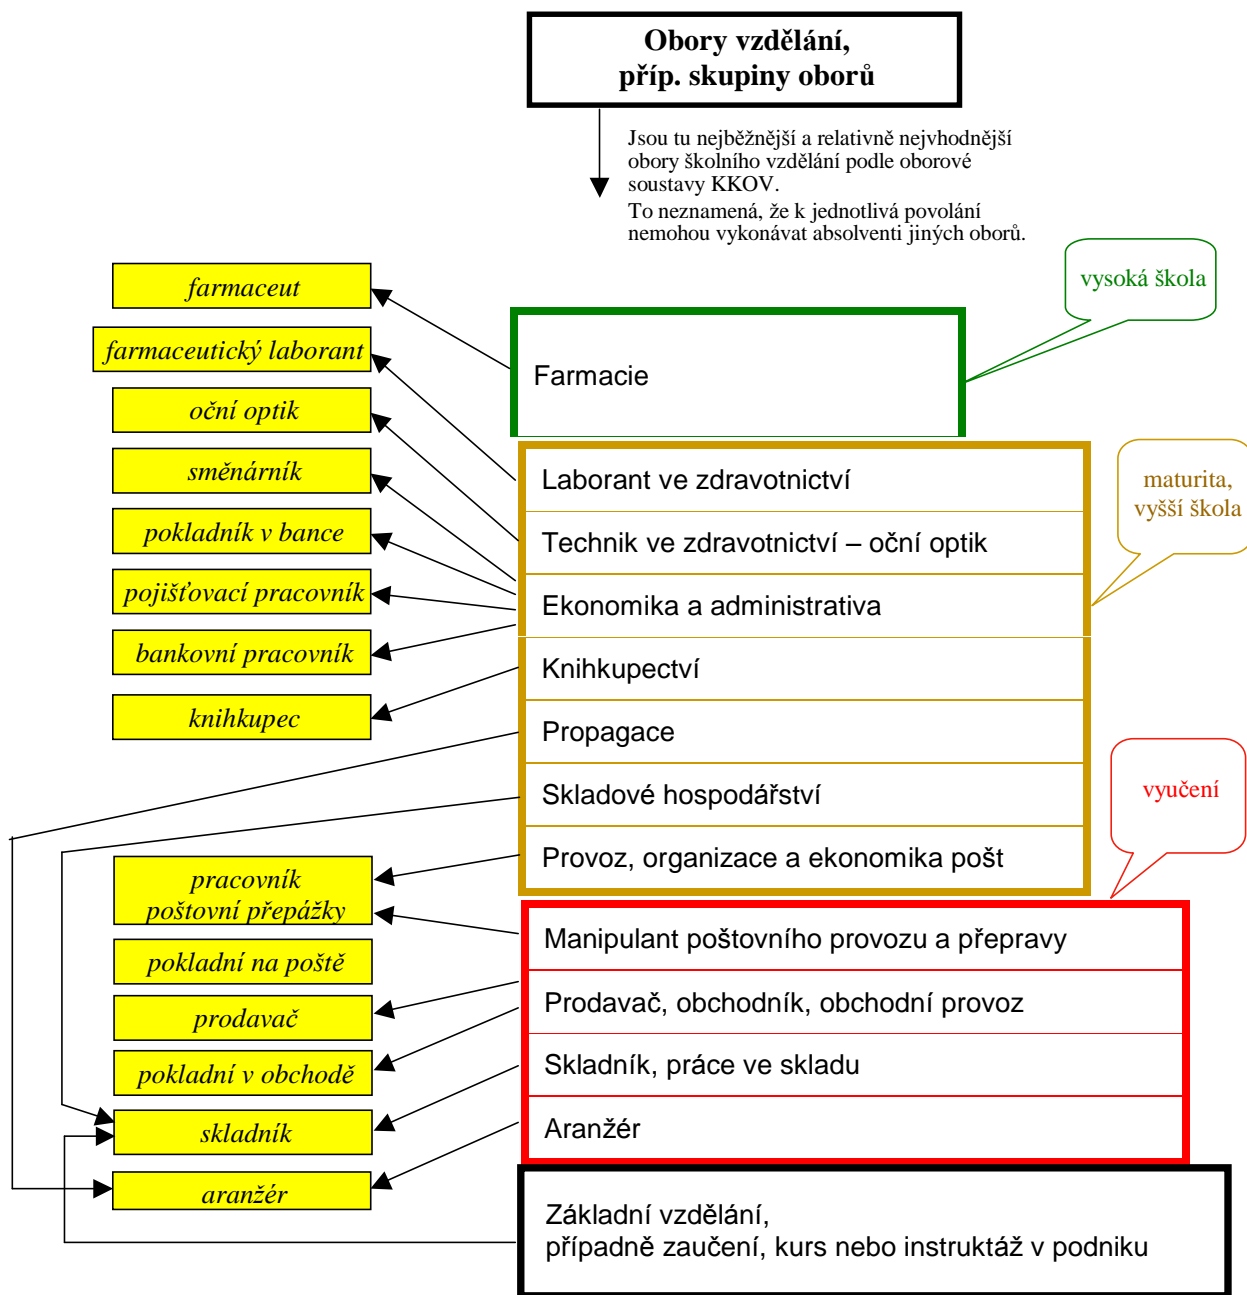 Obory vzdělání,
příp. skupiny oborů
Jsou tu nejběžnější a relativně nejvhodnější
obory školního vzdělání podle oborové
soustavy KKOV.
To neznamená, že k jednotlivá povolání
nemohou vykonávat absolventi jiných oborů.
vysoká škola
farmaceut
farmaceutický laborant
oční optik
směnárník
pokladník v bance
pojišťovací pracovník
bankovní pracovník
knihkupec
pracovník
poštovní přepážky
pokladní na poště
prodavač
pokladní v obchodě
skladník
aranžér
Farmacie
maturita,
vyšší škola
Laborant ve zdravotnictví
Technik ve zdravotnictví – oční optik
Ekonomika a administrativa
Knihkupectví
Propagace
Skladové hospodářství
Provoz, organizace a ekonomika pošt
vyučení
Manipulant poštovního provozu a přepravy
Prodavač, obchodník, obchodní provoz
Skladník, práce ve skladu
Aranžér
Základní vzdělání,
případně zaučení, kurs nebo instruktáž v podniku